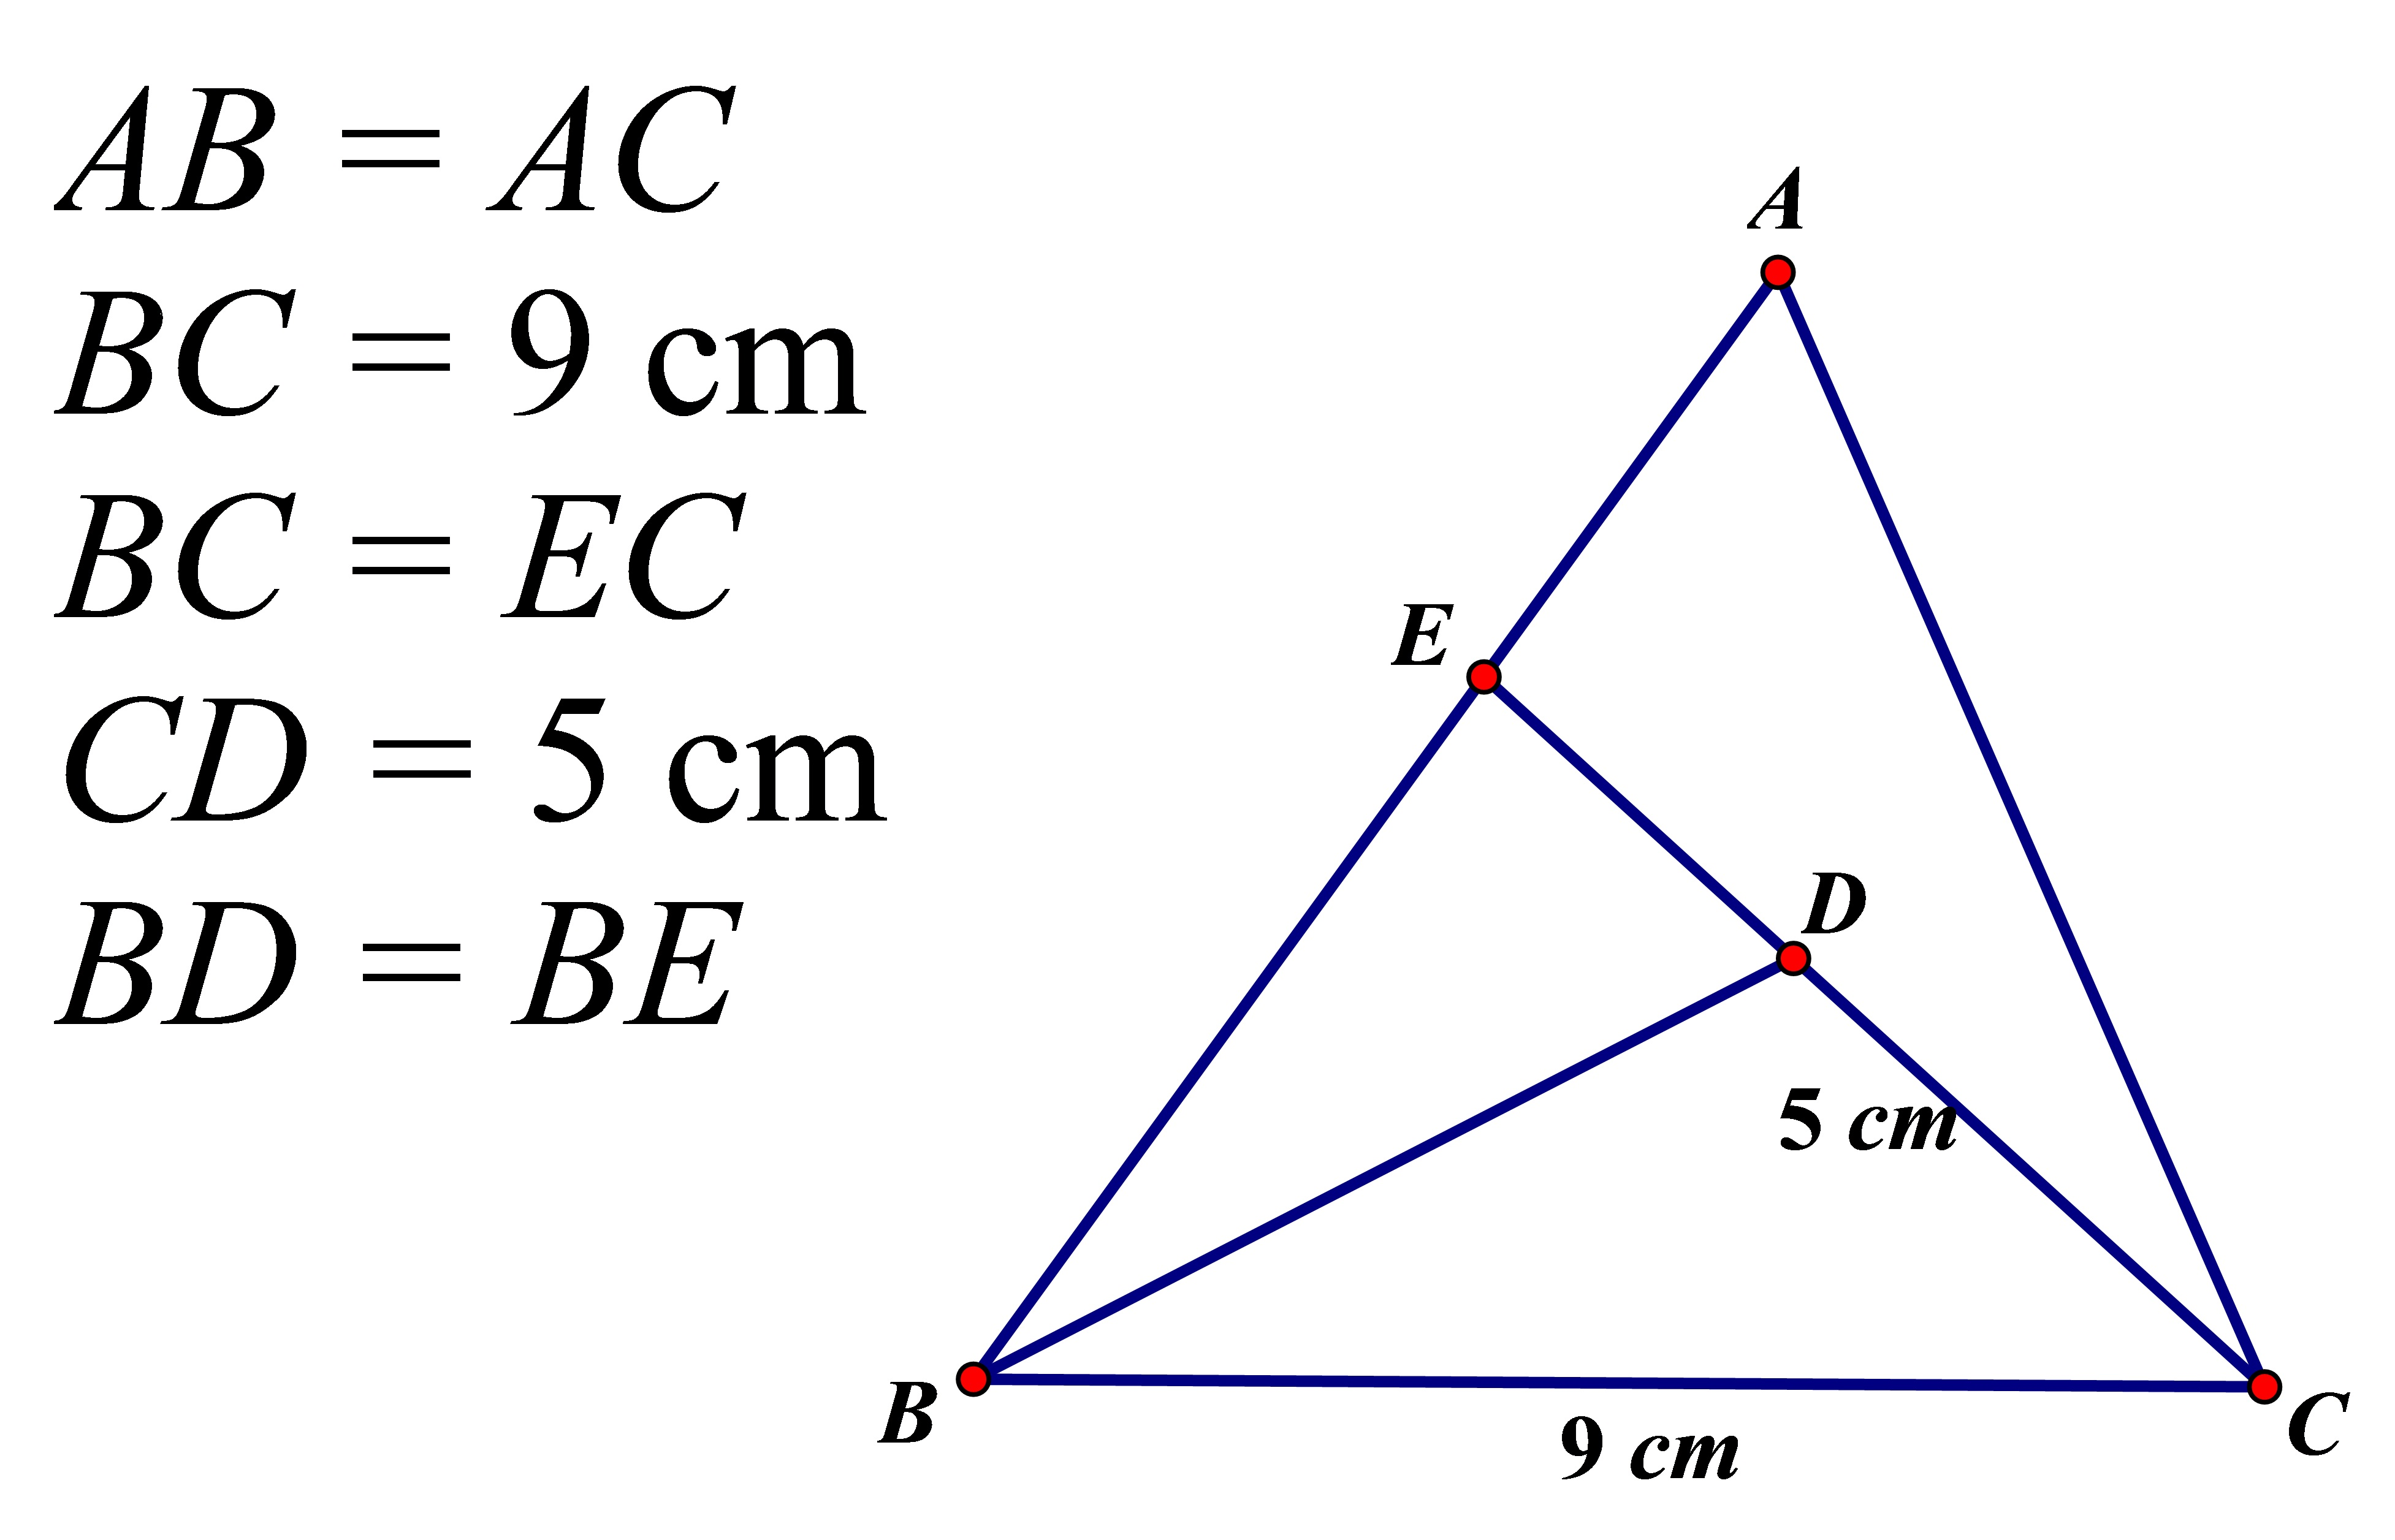 AB = AC
BC = 9 cm
BC = EC
CD = 5 cm
BD = BE
A
E
D
5 cm
B
C
9 cm